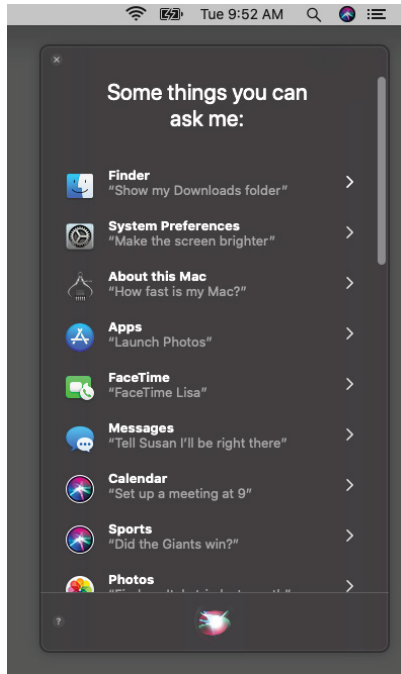 Tue 9:52 AM
Some things you can
ask me:
Finder
“Show my Downloads folder”
System Preferences
“Make the screen brighter”
About this Mac
“How fast is my Mac?”
Apps
“Launch Photos”
FaceTime
“FaceTime Lisa”
Messages
“Tell Susan I’ll be right there”
Calendar
“Set up a meeting at 9”
Sports
“Did the Giants win?”
Photos
?